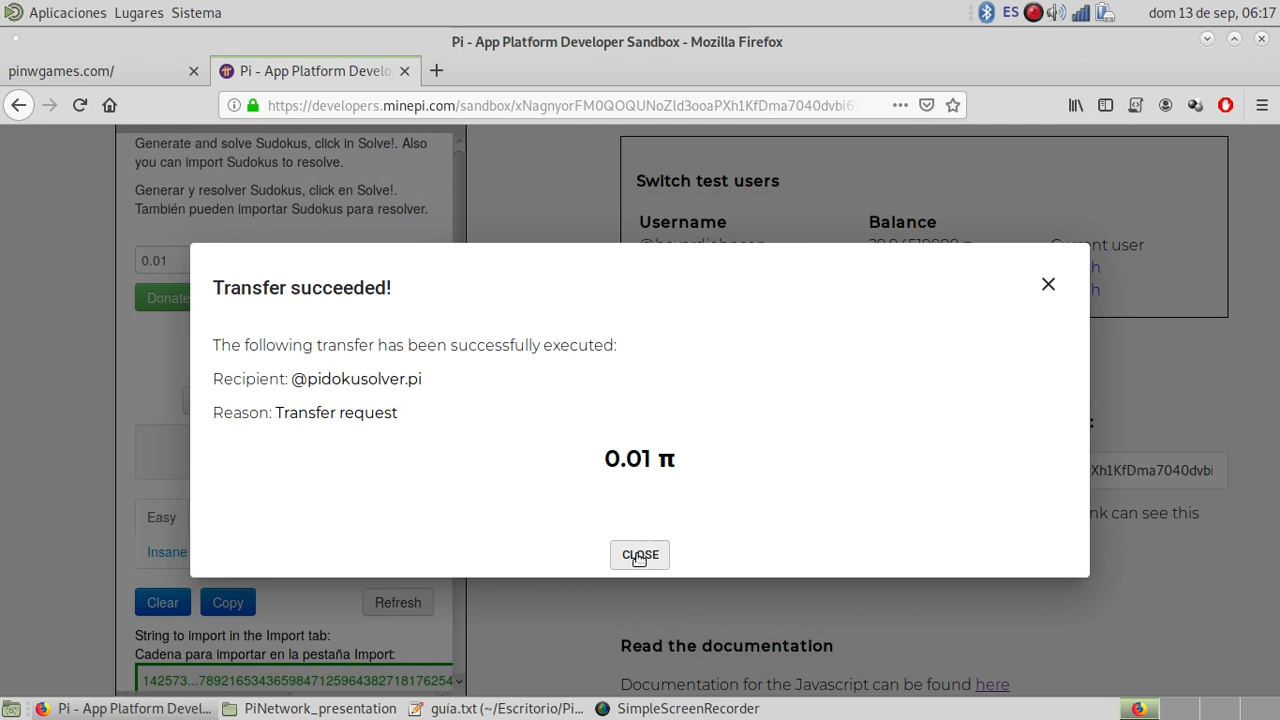 Aplicaciones Lugares Sistema
ES
dom 13 de sep, 06:17
Pi - App Platform Developer Sandbox - Mozilla Firefox
pinwgames.com/
Pi - App Platform Develo
https://developers.minepi.com/sandbox/xNagnyorFM0QOQUNoZld3ooaPXh1KfDma7040dvbi6
Generate and solve Sudokus, click in Solve!. Also
you can import Sudokus to resolve.
Generar y resolver Sudokus, click en Solve!.
También pueden importar Sudokus para resolver.
0.01
Donate
Switch test users
Username
Balance
Current user
Transfer succeeded!
The following transfer has been successfully executed:
Recipient: @pidokusolver.pi
Reason: Transfer request
0.01 π
CLOSE
Xh1KfDma7040dvbi
nk can see this
Easy
Insane
Clear
Copy
Refresh
String to import in the Import tab:
Cadena para importar en la pestaña Import:
142573...7892165343659847125964382718176254
Read the documentation
Documentation for the Javascript can be found here
Pi - App Platform Devel...
PiNetwork_presentation
guia.txt (~/Escritorio/Pi...
SimpleScreenRecorder